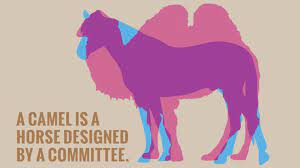 A CAMEL IS A
HORSE DESIGNED
BY A COMMITTEE.